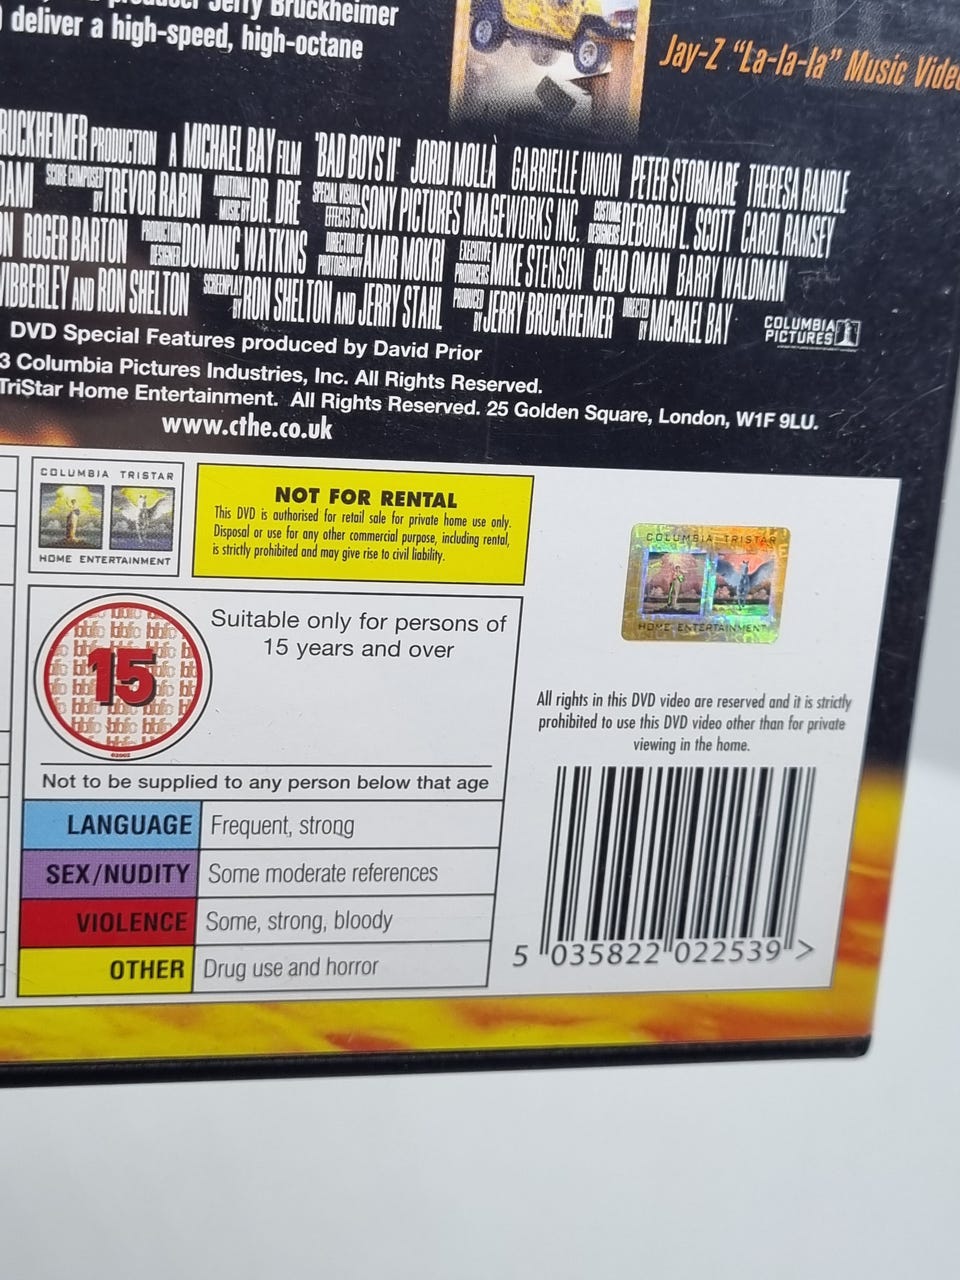 Jerry Bruckheimer
deliver a high-speed, high-octane
Jay-Z "La-la-la" Music Video
BRUCKHEIMER PRODUCTION A MICHAEL BAY FILM 'BAD BOYS II' JORDI MOLLÀ GABRIELLE UNION PETER STORMARE THERESA RANDLE
SCORE COMPOSED BY TREVOR RABIN ADDITIONAL MUSIC BY DR. DRE SPECIAL VISUAL EFFECTS BY SONY PICTURES IMAGEWORKS INC. COSTUME DESIGNERS DEBORAH L. SCOTT CAROL RAMSEY
ROGER BARTON PRODUCTION DESIGNER DOMINIC WATKINS DIRECTOR OF PHOTOGRAPHY AMIR MOKRI EXECUTIVE PRODUCERS MIKE STENSON CHAD OMAN BARRY WALDMAN
WIBBERLEY AND RON SHELTON SCREENPLAY BY RON SHELTON AND JERRY STAHL PRODUCED BY JERRY BRUCKHEIMER DIRECTED BY MICHAEL BAY
COLUMBIA
PICTURES
DVD Special Features produced by David Prior
3 Columbia Pictures Industries, Inc. All Rights Reserved.
TriStar Home Entertainment. All Rights Reserved. 25 Golden Square, London, W1F 9LU.
www.cthe.co.uk
COLUMBIA TRISTAR
HOME ENTERTAINMENT
NOT FOR RENTAL
This DVD is authorised for retail sale for private home use only.
Disposal or use for any other commercial purpose, including rental,
is strictly prohibited and may give rise to civil liability.
COLUMBIA TRISTAR
HOME ENTERTAINMENT
15
Suitable only for persons of
15 years and over
Not to be supplied to any person below that age
LANGUAGE Frequent, strong
SEX/NUDITY Some moderate references
VIOLENCE Some, strong, bloody
OTHER Drug use and horror
All rights in this DVD video are reserved and it is strictly
prohibited to use this DVD video other than for private
viewing in the home.
5 035822 022539 >